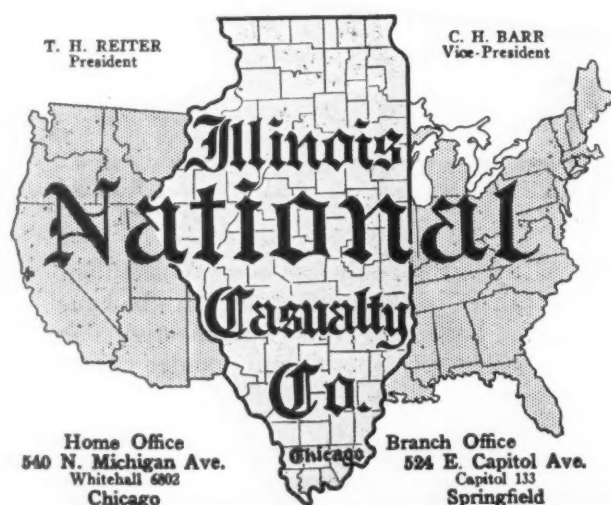 T. H. REITER
President
C. H. BARR
Vice-President
Illinois
National
Casualty
Co.
Chicago
Home Office
540 N. Michigan Ave.
Whitehall 6802
Chicago
Branch Office
524 E. Capitol Ave.
Capitol 133
Springfield